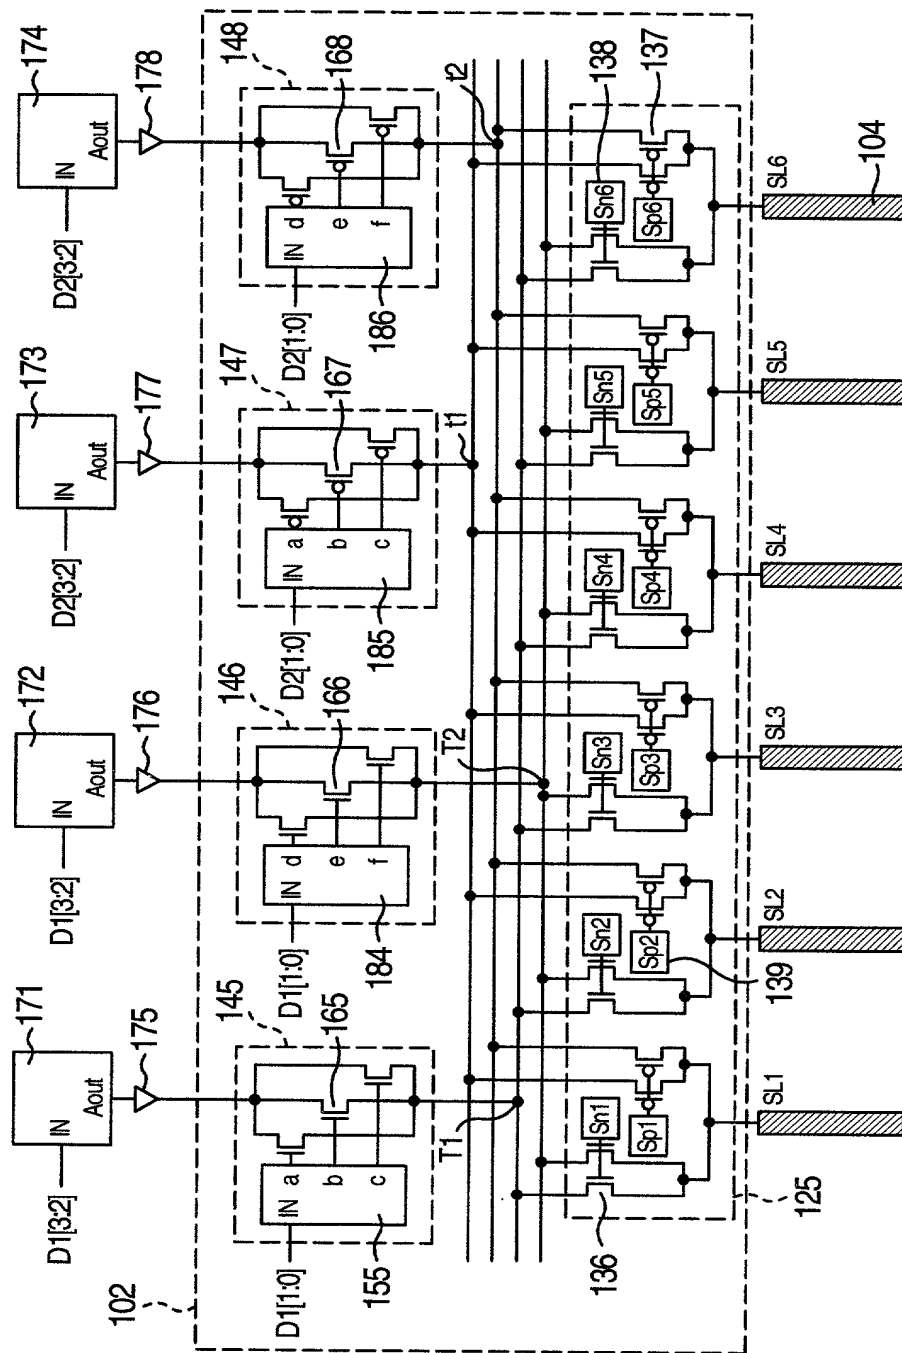 102
D1[3:2]
IN
Aout
171
175
D1[3:2]
IN
Aout
172
176
D2[3:2]
IN
Aout
173
177
D2[3:2]
IN
Aout
174
178
D1[1:0]
IN a
b
c
155
145
165
D1[1:0]
IN d
e
f
184
146
166
D2[1:0]
IN a
b
c
185
147
167
D2[1:0]
IN d
e
f
186
148
168
T1
T2
t1
t2
136
Sn1
Sp1
Sn2
Sp2
139
Sn3
Sp3
Sn4
Sp4
Sn5
Sp5
Sn6
Sp6
138
137
125
SL1
SL2
SL3
SL4
SL5
SL6
104